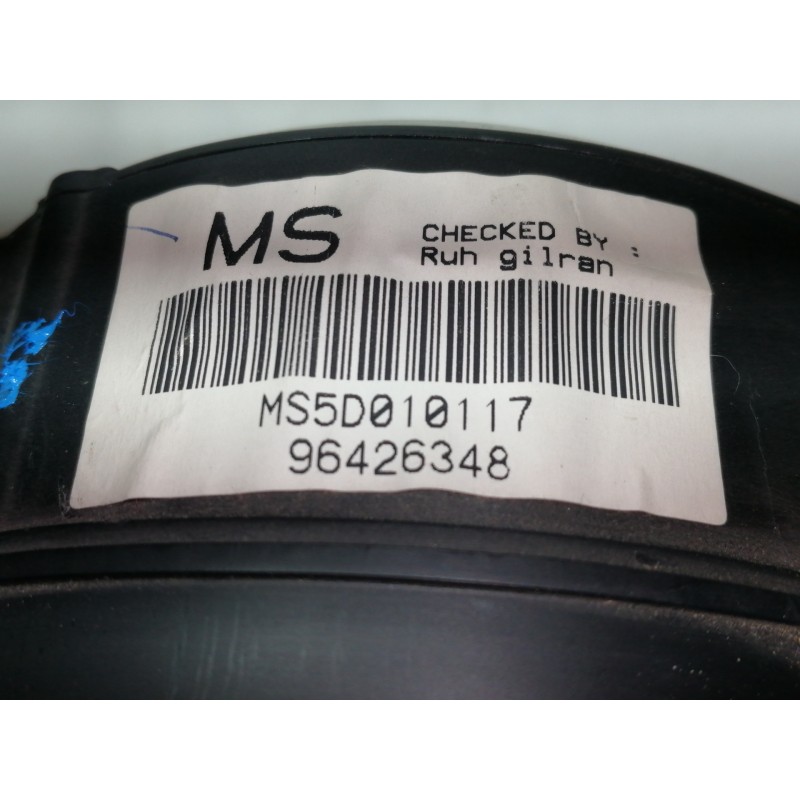 MS
CHECKED BY :
Ruh gilran
MS5D010117
96426348